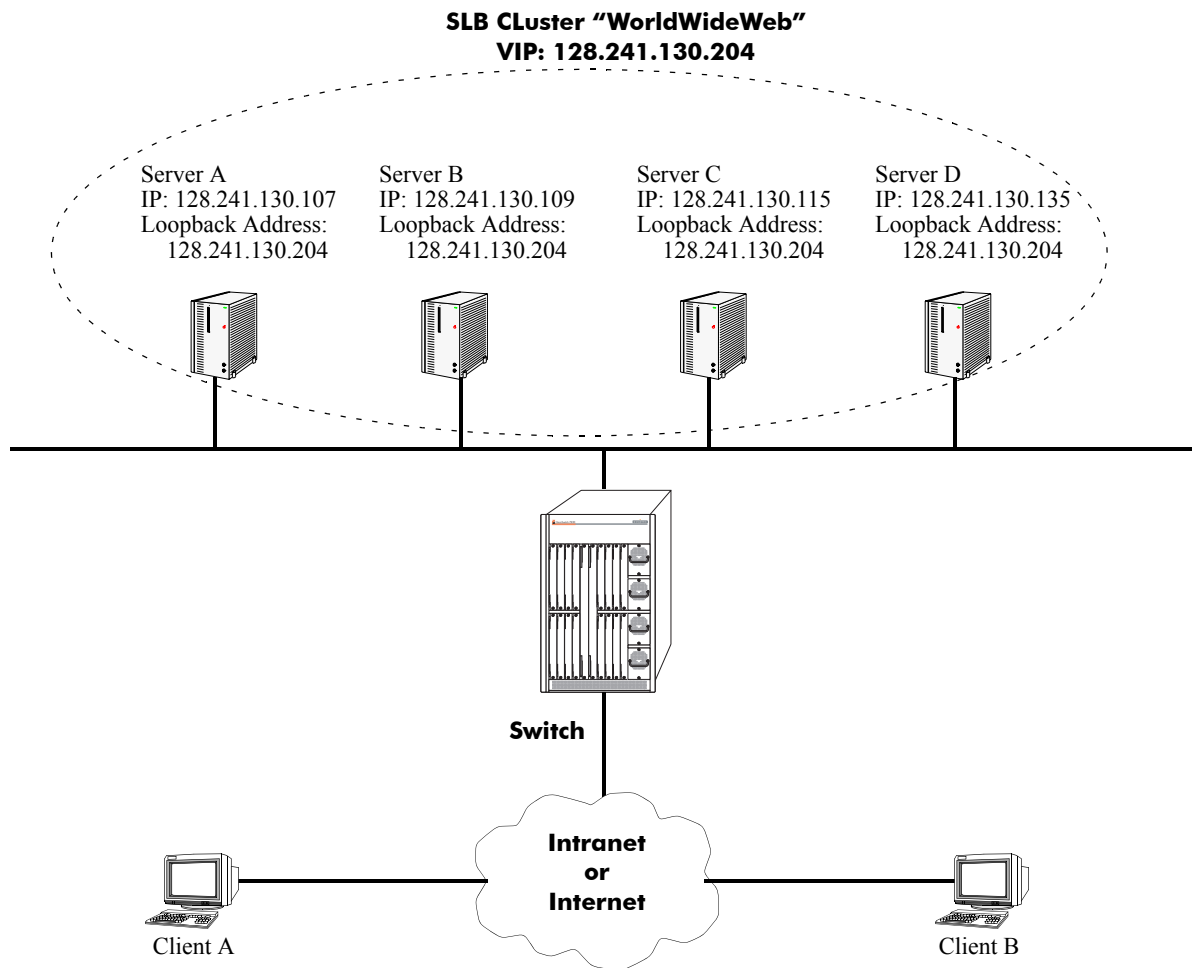 SLB CLuster “WorldWideWeb”
VIP: 128.241.130.204
Server A
IP: 128.241.130.107
Loopback Address:
128.241.130.204
Server B
IP: 128.241.130.109
Loopback Address:
128.241.130.204
Server C
IP: 128.241.130.115
Loopback Address:
128.241.130.204
Server D
IP: 128.241.130.135
Loopback Address:
128.241.130.204
Switch
Intranet
or
Internet
Client A
Client B